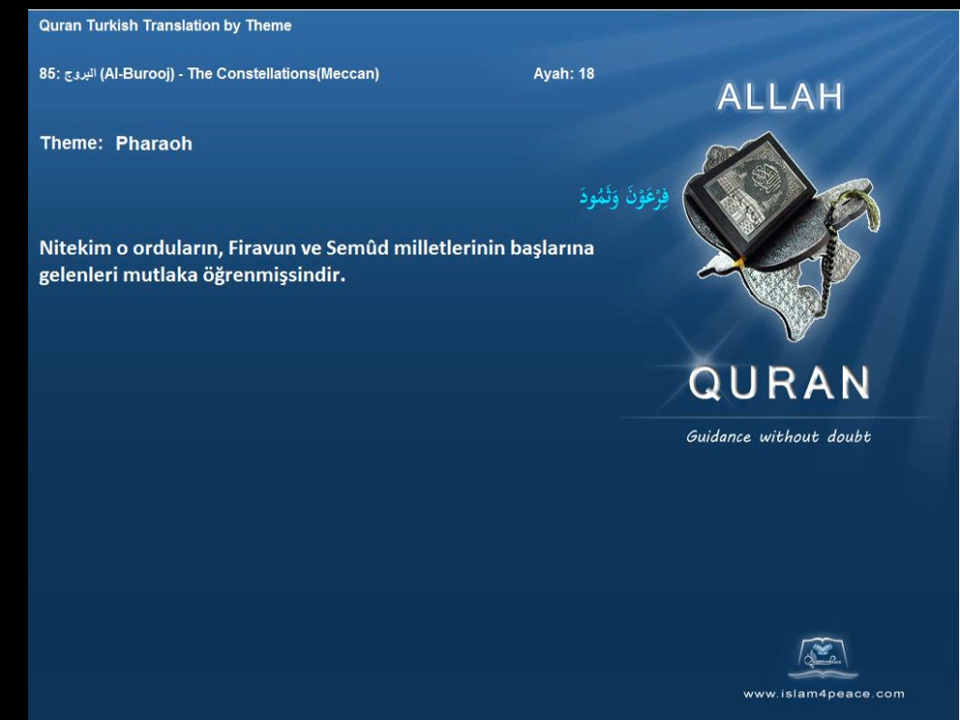 Quran Turkish Translation by Theme
85: البروج (Al-Burooj) - The Constellations(Meccan) Ayah: 18
ALLAH
Theme: Pharaoh
فِرْعَوْنَ وَثَمُودَ
Nitekim o orduların, Firavun ve Semûd milletlerinin başlarına
gelenleri mutlaka öğrenmişsindir.
QURAN
Guidance without doubt
www.islam4peace.com